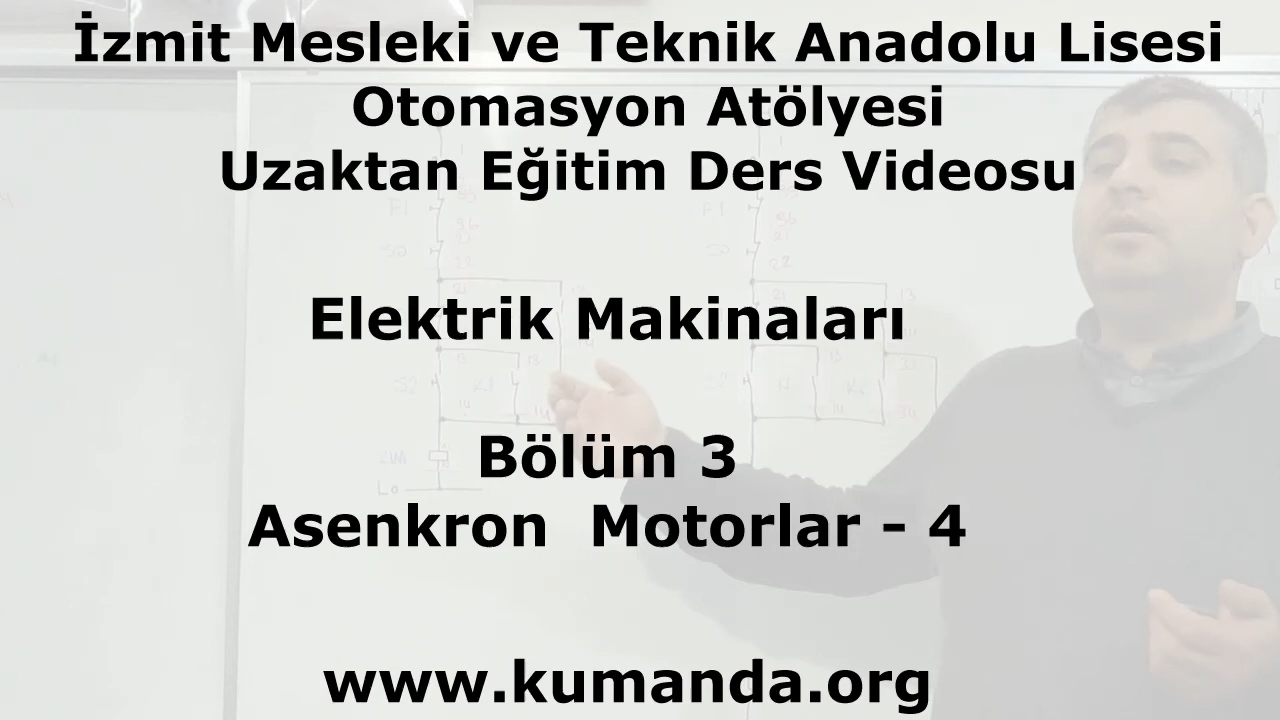 İzmit Mesleki ve Teknik Anadolu Lisesi
Otomasyon Atölyesi
Uzaktan Eğitim Ders Videosu
Elektrik Makinaları
Bölüm 3
Asenkron Motorlar - 4
www.kumanda.org